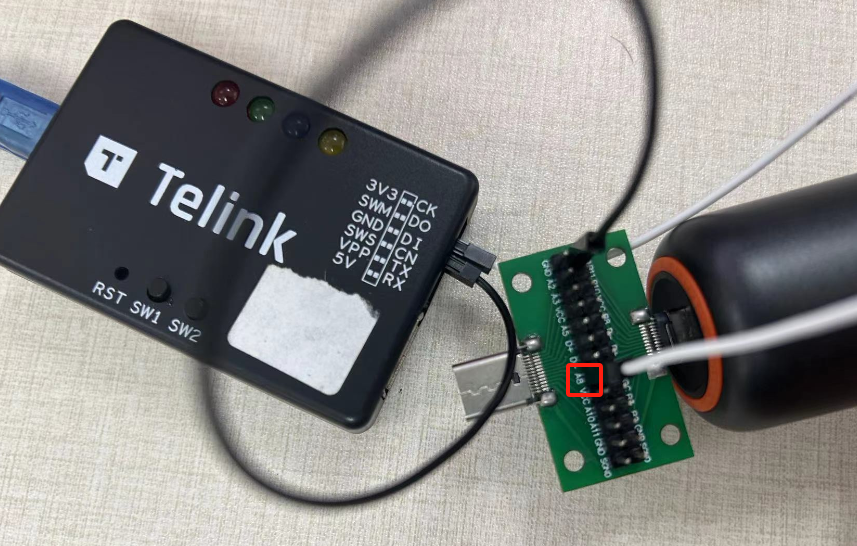 T Telink
3V3 CK
SWM DO
GND DI
SWS CN
VPP TX
5V RX
RST SW1 SW2
GND A2 A3 VCC A5 D+ D- A8 VCC A10 A11 GND SGND